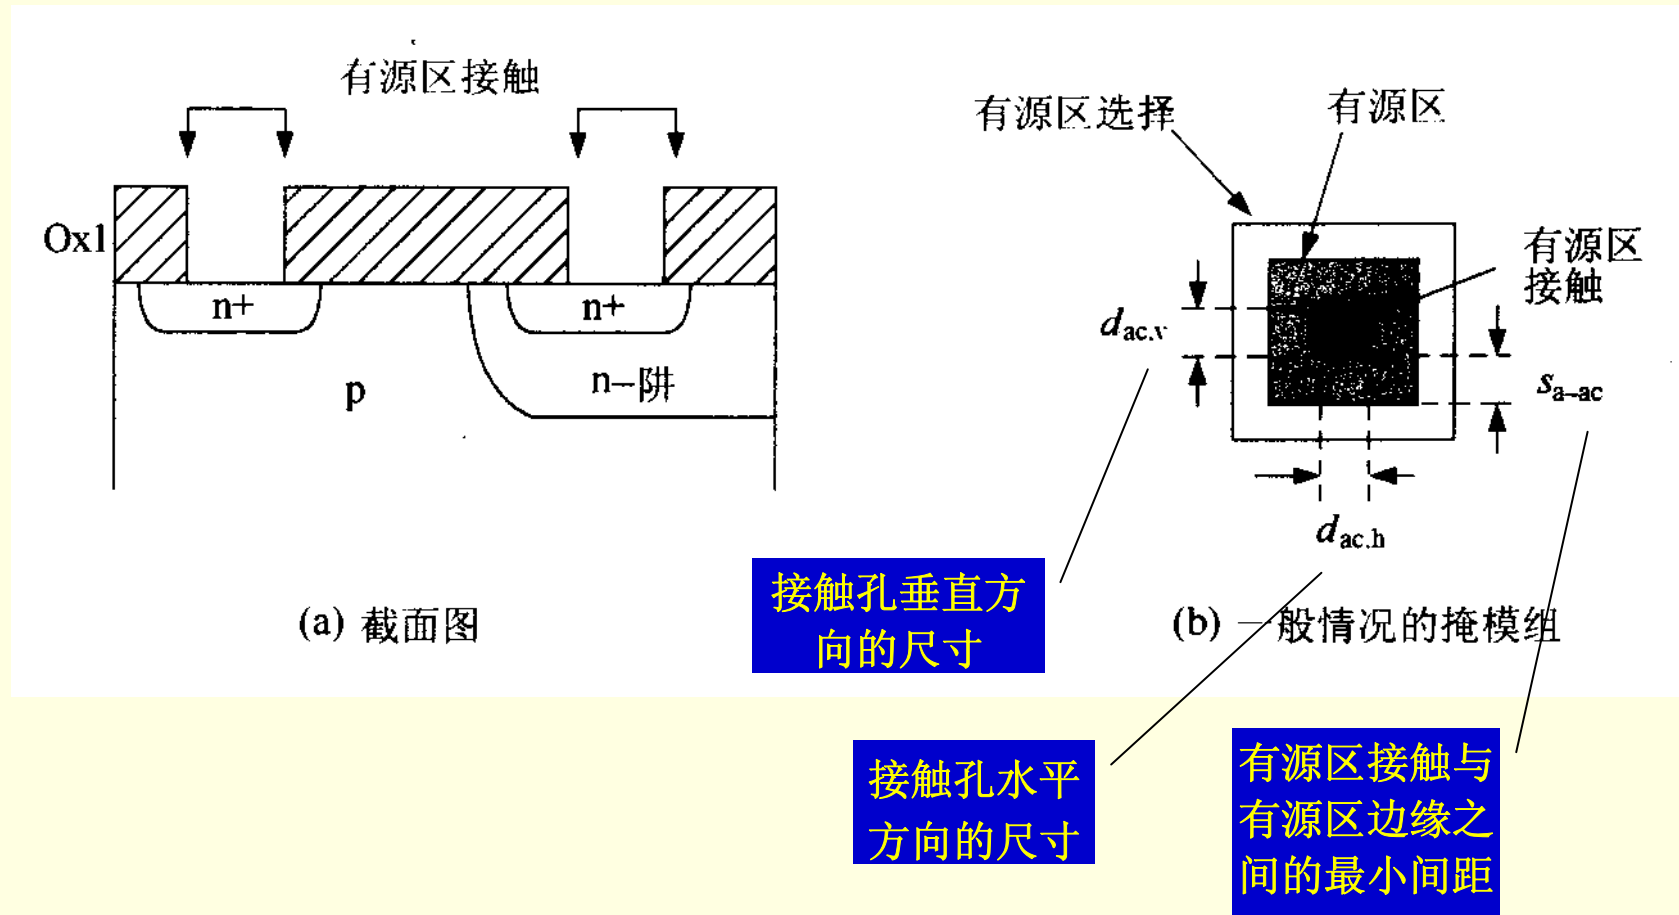 有源区接触
Ox1
n+
n+
p
n-阱
(a) 截面图
有源区选择
有源区
有源区
接触
d ac.v
s a-ac
d ac.h
(b) 一般情况的掩模组
接触孔垂直方
向的尺寸
接触孔水平
方向的尺寸
有源区接触与
有源区边缘之
间的最小间距